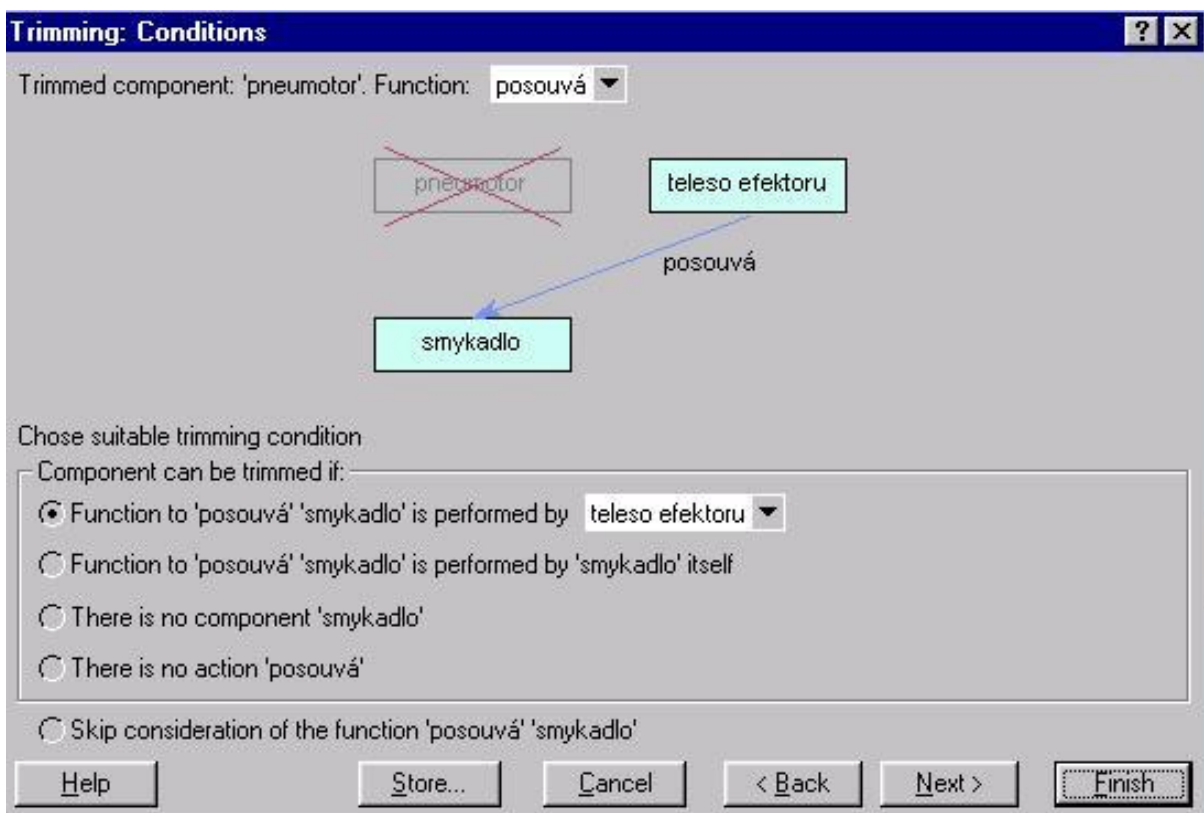 Trimming: Conditions
Trimmed component: 'pneumotor'. Function: posouvá
pneumotor
teleso efektoru
posouvá
smykadlo
Chose suitable trimming condition
Component can be trimmed if:
Function to 'posouvá' 'smykadlo' is performed by teleso efektoru
Function to 'posouvá' 'smykadlo' is performed by 'smykadlo' itself
There is no component 'smykadlo'
There is no action 'posouvá'
Skip consideration of the function 'posouvá' 'smykadlo'
Help Store... Cancel < Back Next > Finish